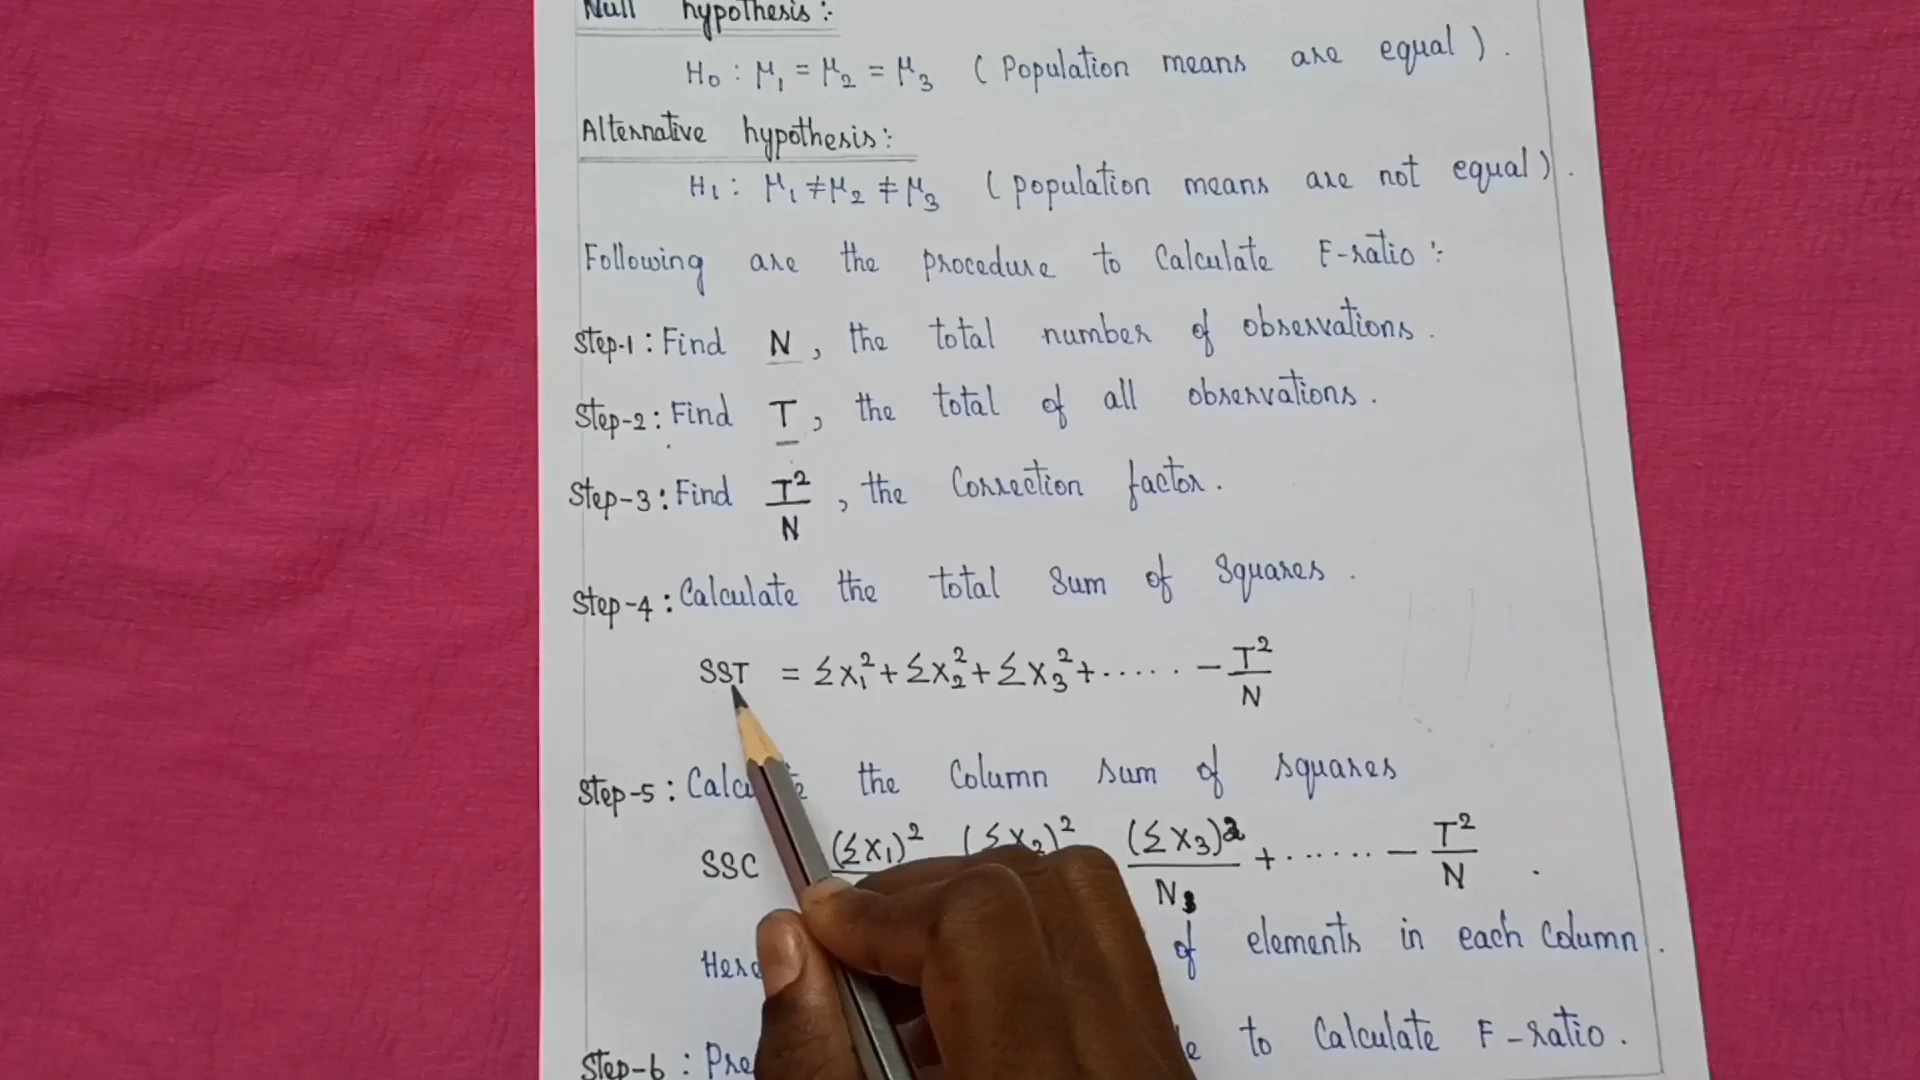 Null hypothesis :-
H₀ : μ₁ = μ₂ = μ₃ ( Population means are equal ) .
Alternative hypothesis :-
H₁ : μ₁ ≠ μ₂ ≠ μ₃ ( population means are not equal ) .
Following are the procedure to Calculate F-ratio :-
Step-1 : Find N , the total number of observations .
Step-2 : Find T , the total of all observations .
Step-3 : Find T²/N , the Correction factor .
Step-4 : Calculate the total Sum of Squares .
SST = Σx₁² + Σx₂² + Σx₃² + ...... - T²/N
Step-5 : the Column sum of squares
SSC (Σx₁)² (Σx₂)² (Σx₃)²/N₃ + ...... - T²/N .
of elements in each Column .
Step-6 : to Calculate F-ratio .